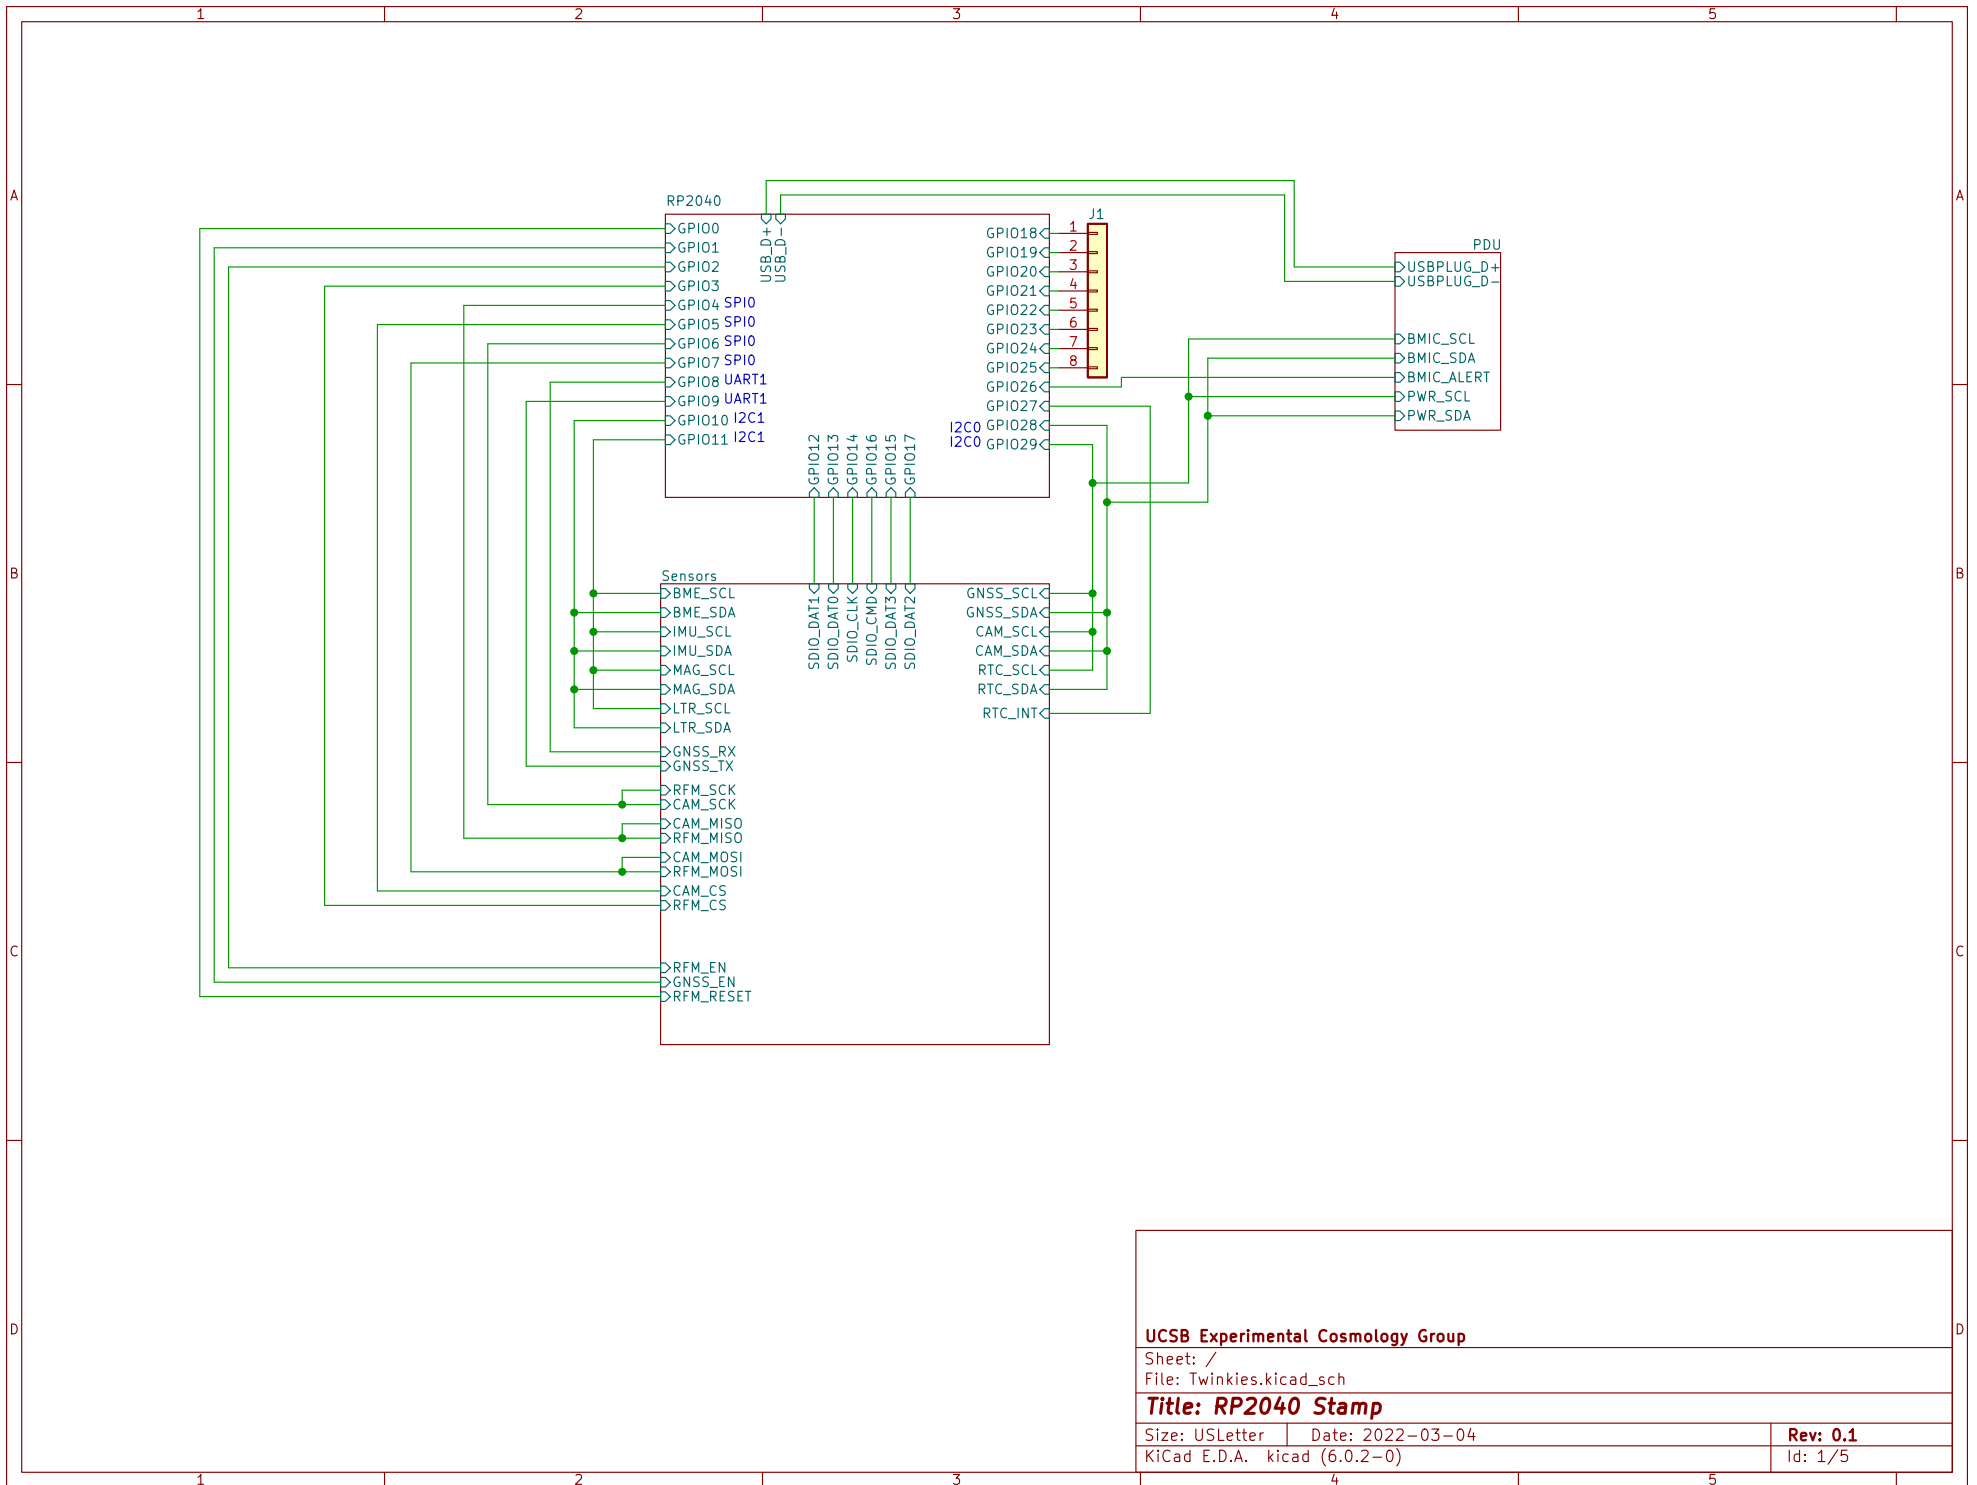 1 2 3 4 5
A A
B B
C C
D D
RP2040
USB_D+
USB_D-
GPIO0
GPIO1
GPIO2
GPIO3
GPIO4 SPI0
GPIO5 SPI0
GPIO6 SPI0
GPIO7 SPI0
GPIO8 UART1
GPIO9 UART1
GPIO10 I2C1
GPIO11 I2C1
GPIO12
GPIO13
GPIO14
GPIO16
GPIO15
GPIO17
J1
GPIO18 1
GPIO19 2
GPIO20 3
GPIO21 4
GPIO22 5
GPIO23 6
GPIO24 7
GPIO25 8
GPIO26
GPIO27
I2C0 GPIO28
I2C0 GPIO29
PDU
USBPLUG_D+
USBPLUG_D-
BMIC_SCL
BMIC_SDA
BMIC_ALERT
PWR_SCL
PWR_SDA
Sensors
BME_SCL
BME_SDA
IMU_SCL
IMU_SDA
MAG_SCL
MAG_SDA
LTR_SCL
LTR_SDA
GNSS_RX
GNSS_TX
RFM_SCK
CAM_SCK
CAM_MISO
RFM_MISO
CAM_MOSI
RFM_MOSI
CAM_CS
RFM_CS
RFM_EN
GNSS_EN
RFM_RESET
SDIO_DAT1
SDIO_DAT0
SDIO_CLK
SDIO_CMD
SDIO_DAT3
SDIO_DAT2
GNSS_SCL
GNSS_SDA
CAM_SCL
CAM_SDA
RTC_SCL
RTC_SDA
RTC_INT
UCSB Experimental Cosmology Group
Sheet: /
File: Twinkies.kicad_sch
Title: RP2040 Stamp
Size: USLetter Date: 2022-03-04 Rev: 0.1
KiCad E.D.A. kicad (6.0.2-0) Id: 1/5
1 2 3 4 5